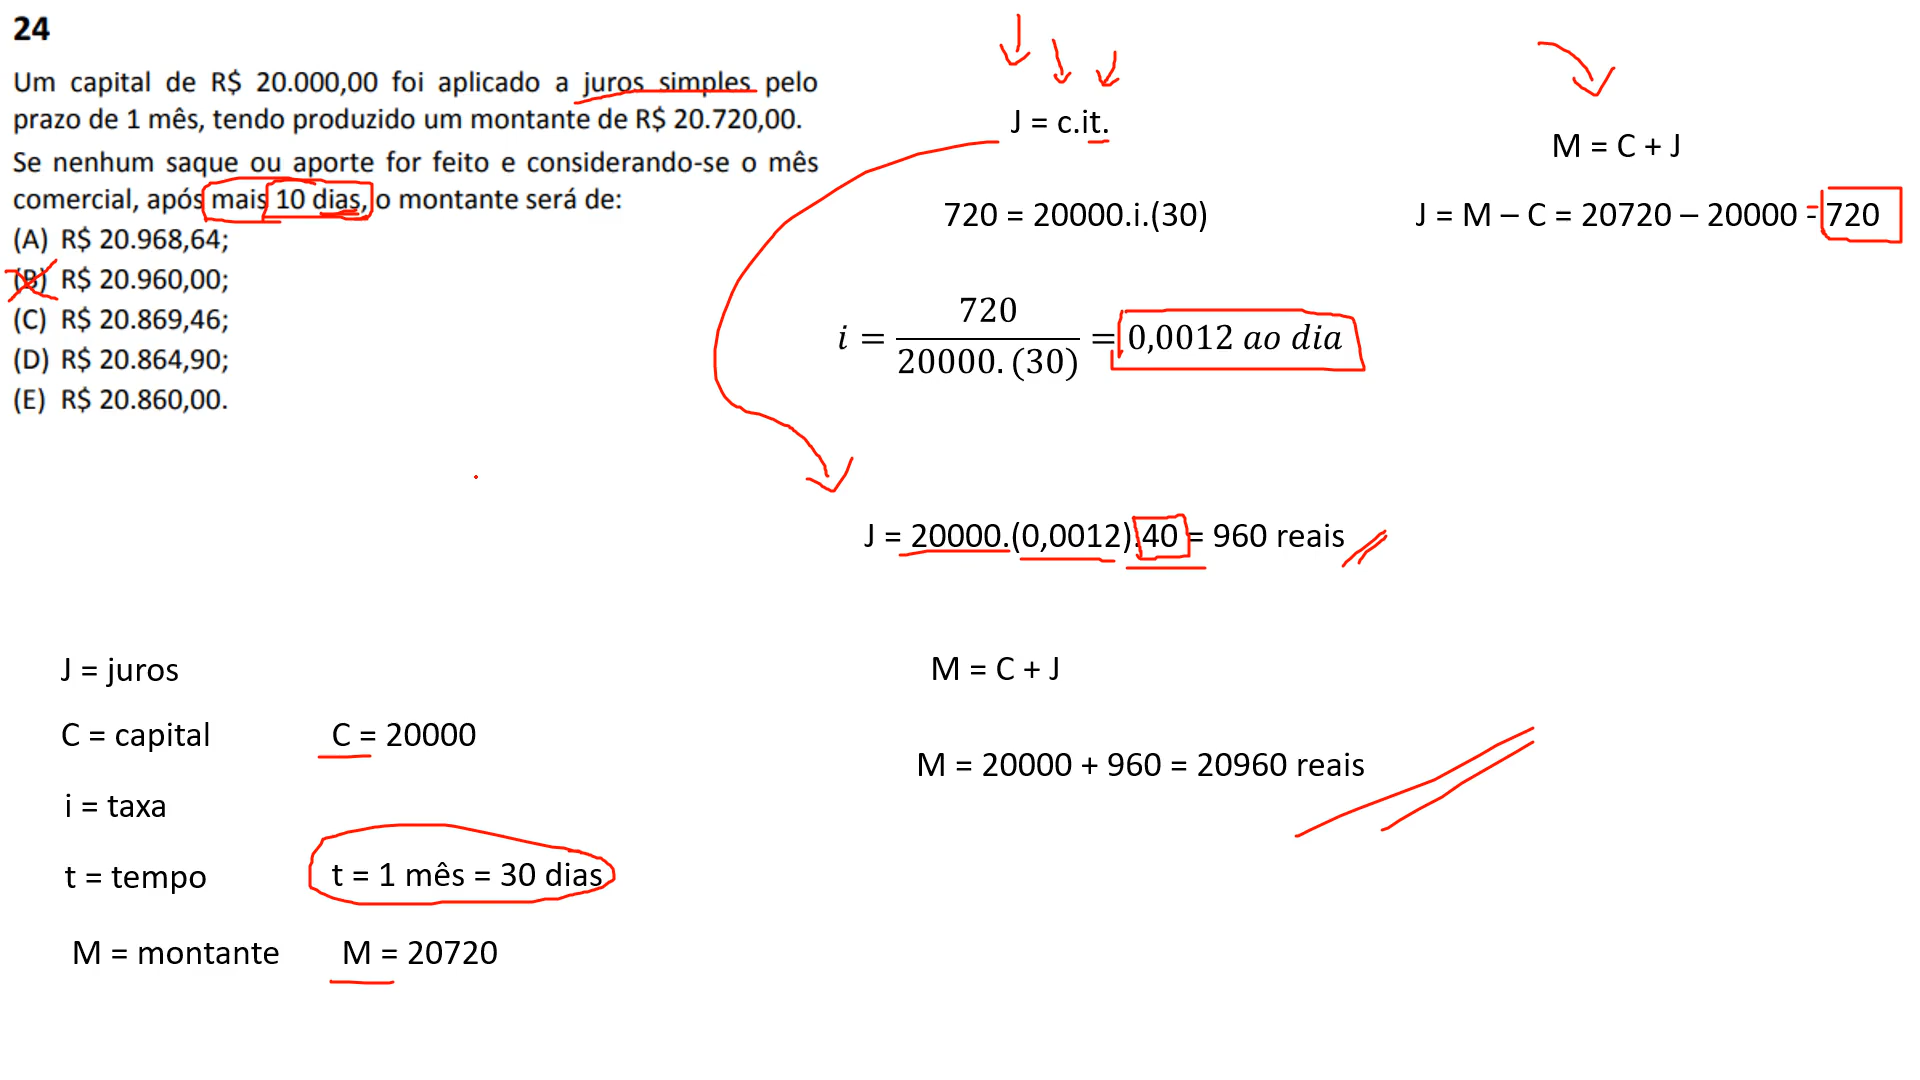 24
Um capital de R$ 20.000,00 foi aplicado a juros simples pelo
prazo de 1 mês, tendo produzido um montante de R$ 20.720,00.
Se nenhum saque ou aporte for feito e considerando-se o mês
comercial, após mais 10 dias, o montante será de:
(A) R$ 20.968,64;
(B) R$ 20.960,00;
(C) R$ 20.869,46;
(D) R$ 20.864,90;
(E) R$ 20.860,00.
J = c.it.
M = C + J
720 = 20000.i.(30)
J = M – C = 20720 – 20000 = 720
i = 720 / 20000. (30) = 0,0012 ao dia
J = 20000.(0,0012).40 = 960 reais
J = juros
C = capital
C = 20000
i = taxa
t = tempo
t = 1 mês = 30 dias
M = montante
M = 20720
M = C + J
M = 20000 + 960 = 20960 reais